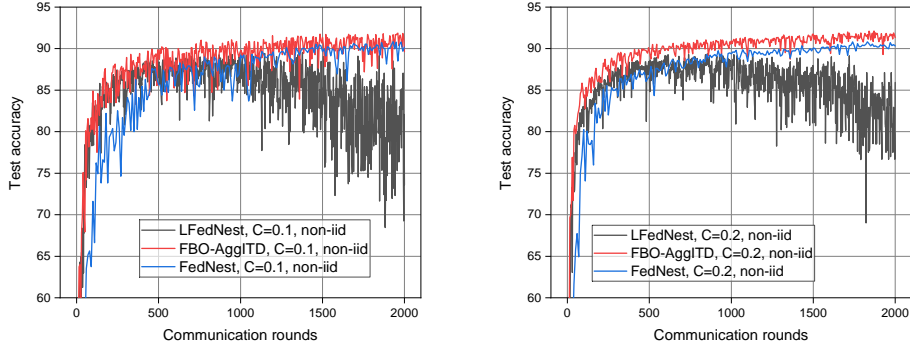 95
90
85
80
75
70
65
60
Test accuracy
LFedNest, C=0.1, non-iid
FBO-AggITD, C=0.1, non-iid
FedNest, C=0.1, non-iid
0 500 1000 1500 2000
Communication rounds
95
90
85
80
75
70
65
60
Test accuracy
LFedNest, C=0.2, non-iid
FBO-AggITD, C=0.2, non-iid
FedNest, C=0.2, non-iid
0 500 1000 1500 2000
Communication rounds